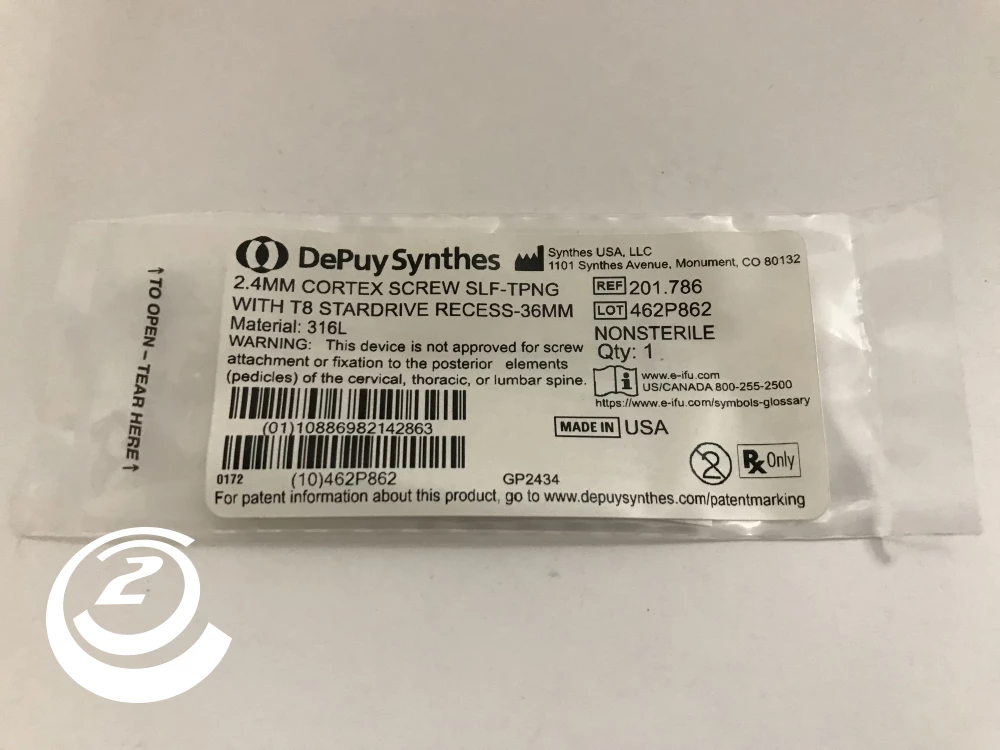 ↑ TO OPEN – TEAR HERE ↑
DePuy Synthes
Synthes USA, LLC
1101 Synthes Avenue, Monument, CO 80132
2.4MM CORTEX SCREW SLF-TPNG
WITH T8 STARDRIVE RECESS-36MM
Material: 316L
WARNING: This device is not approved for screw
attachment or fixation to the posterior elements
(pedicles) of the cervical, thoracic, or lumbar spine.
REF 201.786
LOT 462P862
NONSTERILE
Qty: 1
i
www.e-ifu.com
US/CANADA 800-255-2500
https://www.e-ifu.com/symbols-glossary
(01)10886982142863
MADE IN USA
2
Rx Only
0172
(10)462P862
GP2434
For patent information about this product, go to www.depuysynthes.com/patentmarking
2